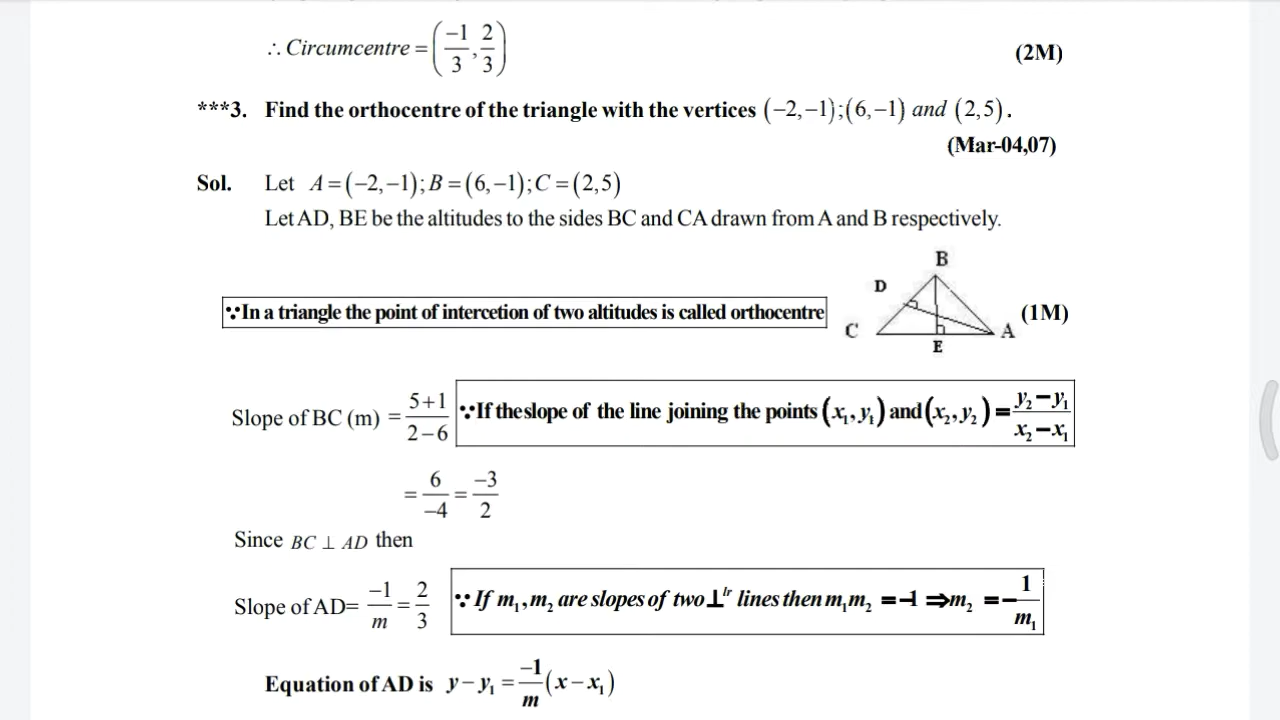 ∴ Circumcentre = (-1/3, 2/3) (2M)
***3. Find the orthocentre of the triangle with the vertices (−2,−1);(6,−1) and (2,5).
(Mar-04,07)
Sol. Let A=(−2,−1);B=(6,−1);C=(2,5)
Let AD, BE be the altitudes to the sides BC and CA drawn from A and B respectively.
B
D
∵In a triangle the point of intercetion of two altitudes is called orthocentre (1M)
C A
E
Slope of BC (m) = (5+1)/(2−6) ∵If the slope of the line joining the points (x₁,y₁) and (x₂,y₂) = (y₂−y₁)/(x₂−x₁)
= 6/−4 = −3/2
Since BC ⊥ AD then
Slope of AD= −1/m = 2/3 ∵ If m₁,m₂ are slopes of two ⊥ˡʳ lines then m₁m₂ =−1 ⇒m₂ =−1/m₁
Equation of AD is y−y₁ = −1/m (x−x₁)